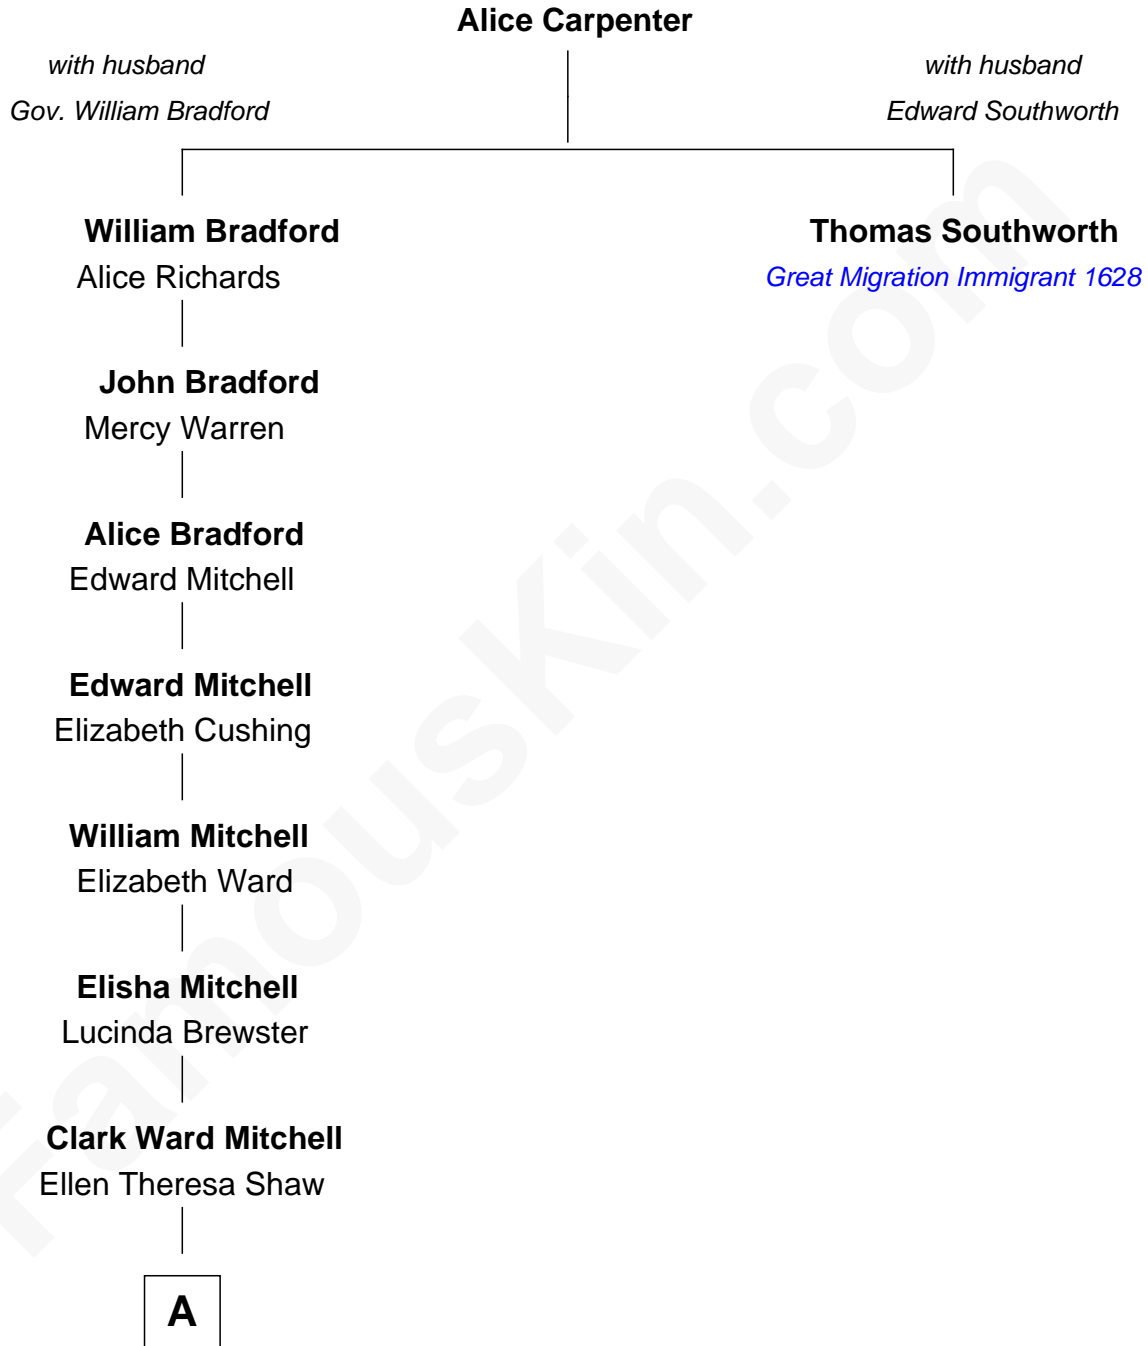 Alice Carpenter
with husband
Gov. William Bradford
with husband
Edward Southworth
William Bradford
Alice Richards
Thomas Southworth
Great Migration Immigrant 1628
John Bradford
Mercy Warren
Alice Bradford
Edward Mitchell
Edward Mitchell
Elizabeth Cushing
William Mitchell
Elizabeth Ward
Elisha Mitchell
Lucinda Brewster
Clark Ward Mitchell
Ellen Theresa Shaw
A
FamousKin.com